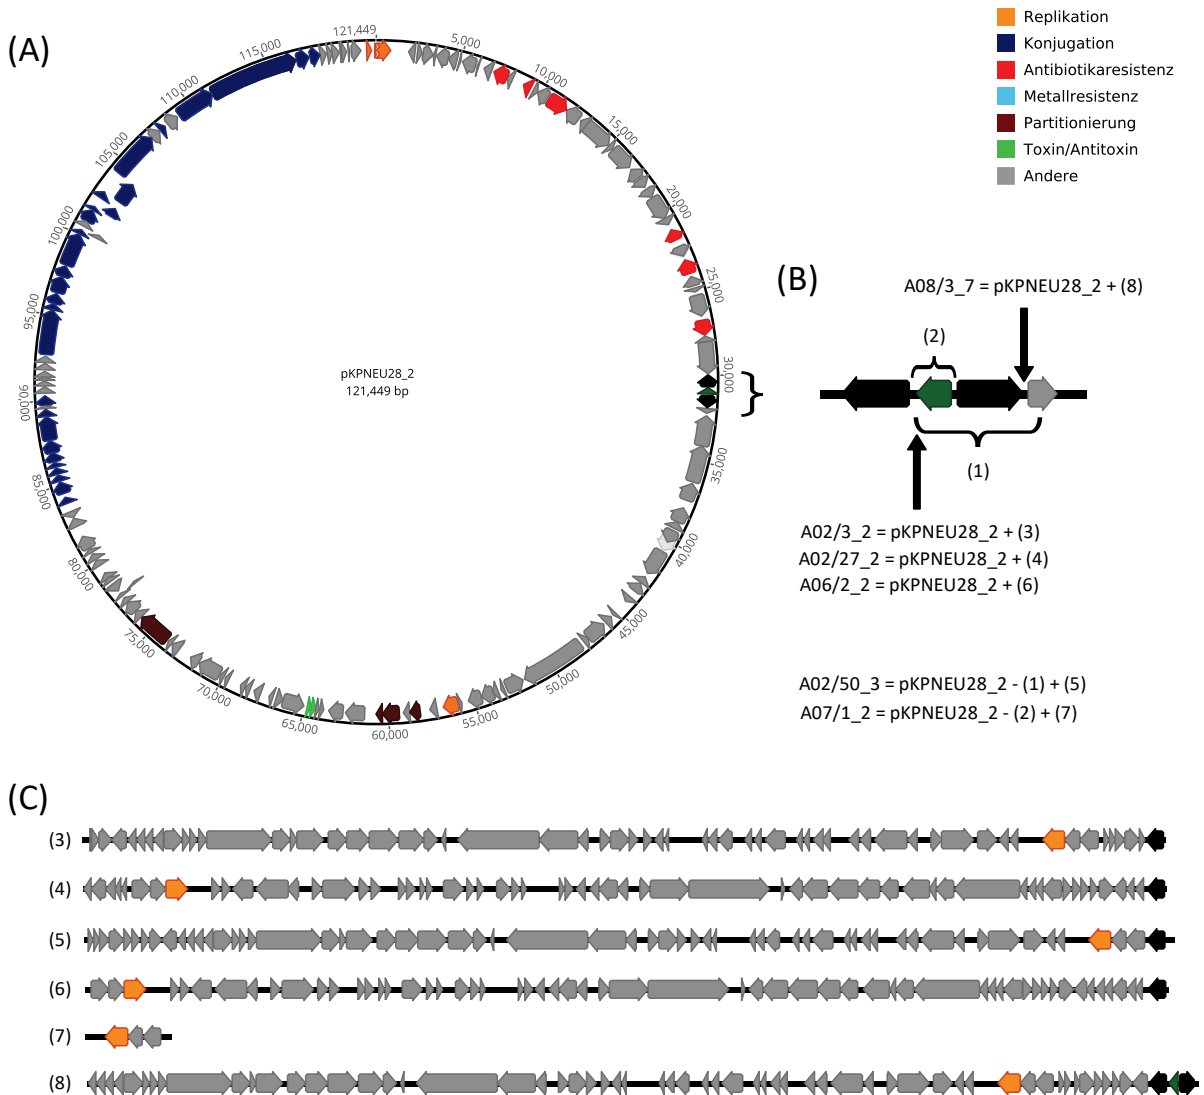 (A)
121,449
5,000
10,000
15,000
20,000
25,000
30,000
35,000
40,000
45,000
50,000
55,000
60,000
65,000
70,000
75,000
80,000
85,000
90,000
95,000
100,000
105,000
110,000
115,000
pKPNEU28_2
121,449 bp
Replikation
Konjugation
Antibiotikaresistenz
Metallresistenz
Partitionierung
Toxin/Antitoxin
Andere
(B)
A08/3_7 = pKPNEU28_2 + (8)
(2)
(1)
A02/3_2 = pKPNEU28_2 + (3)
A02/27_2 = pKPNEU28_2 + (4)
A06/2_2 = pKPNEU28_2 + (6)
A02/50_3 = pKPNEU28_2 - (1) + (5)
A07/1_2 = pKPNEU28_2 - (2) + (7)
(C)
(3)
(4)
(5)
(6)
(7)
(8)